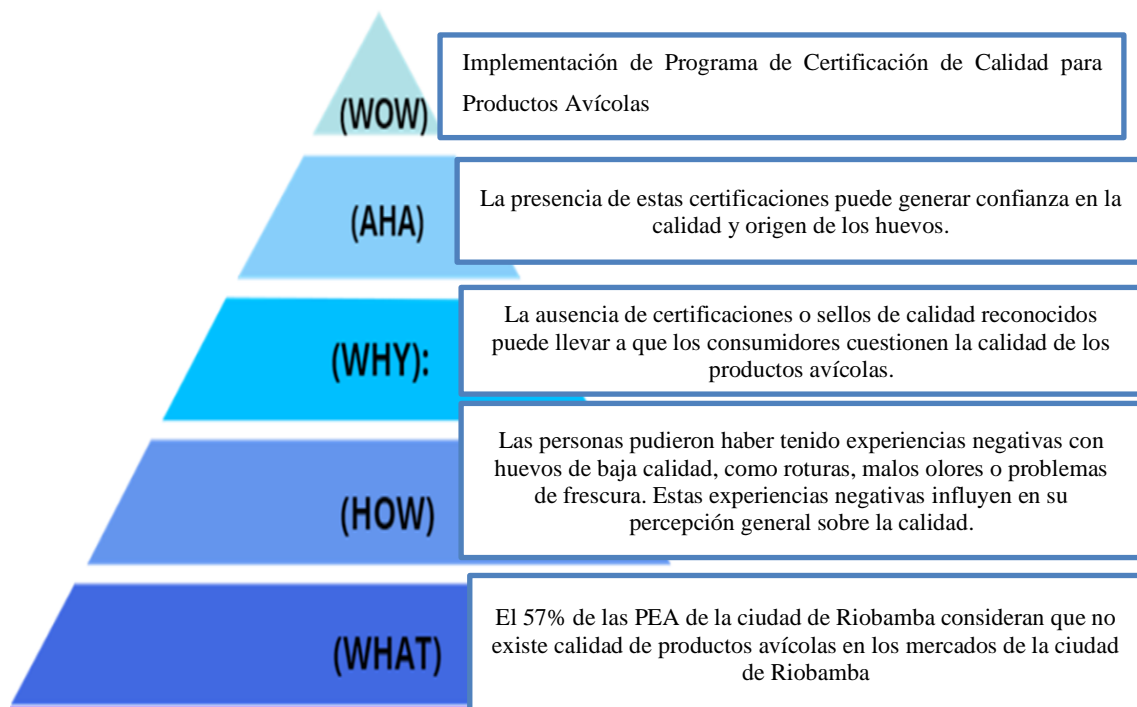 (WOW)
Implementación de Programa de Certificación de Calidad para
Productos Avícolas
(AHA)
La presencia de estas certificaciones puede generar confianza en la
calidad y origen de los huevos.
(WHY):
La ausencia de certificaciones o sellos de calidad reconocidos
puede llevar a que los consumidores cuestionen la calidad de los
productos avícolas.
(HOW)
Las personas pudieron haber tenido experiencias negativas con
huevos de baja calidad, como roturas, malos olores o problemas
de frescura. Estas experiencias negativas influyen en su
percepción general sobre la calidad.
(WHAT)
El 57% de las PEA de la ciudad de Riobamba consideran que no
existe calidad de productos avícolas en los mercados de la ciudad
de Riobamba